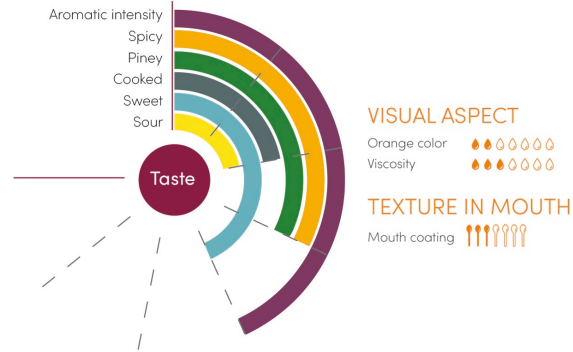 Aromatic intensity
Spicy
Piney
Cooked
Sweet
Sour
Taste
VISUAL ASPECT
Orange color
Viscosity
TEXTURE IN MOUTH
Mouth coating